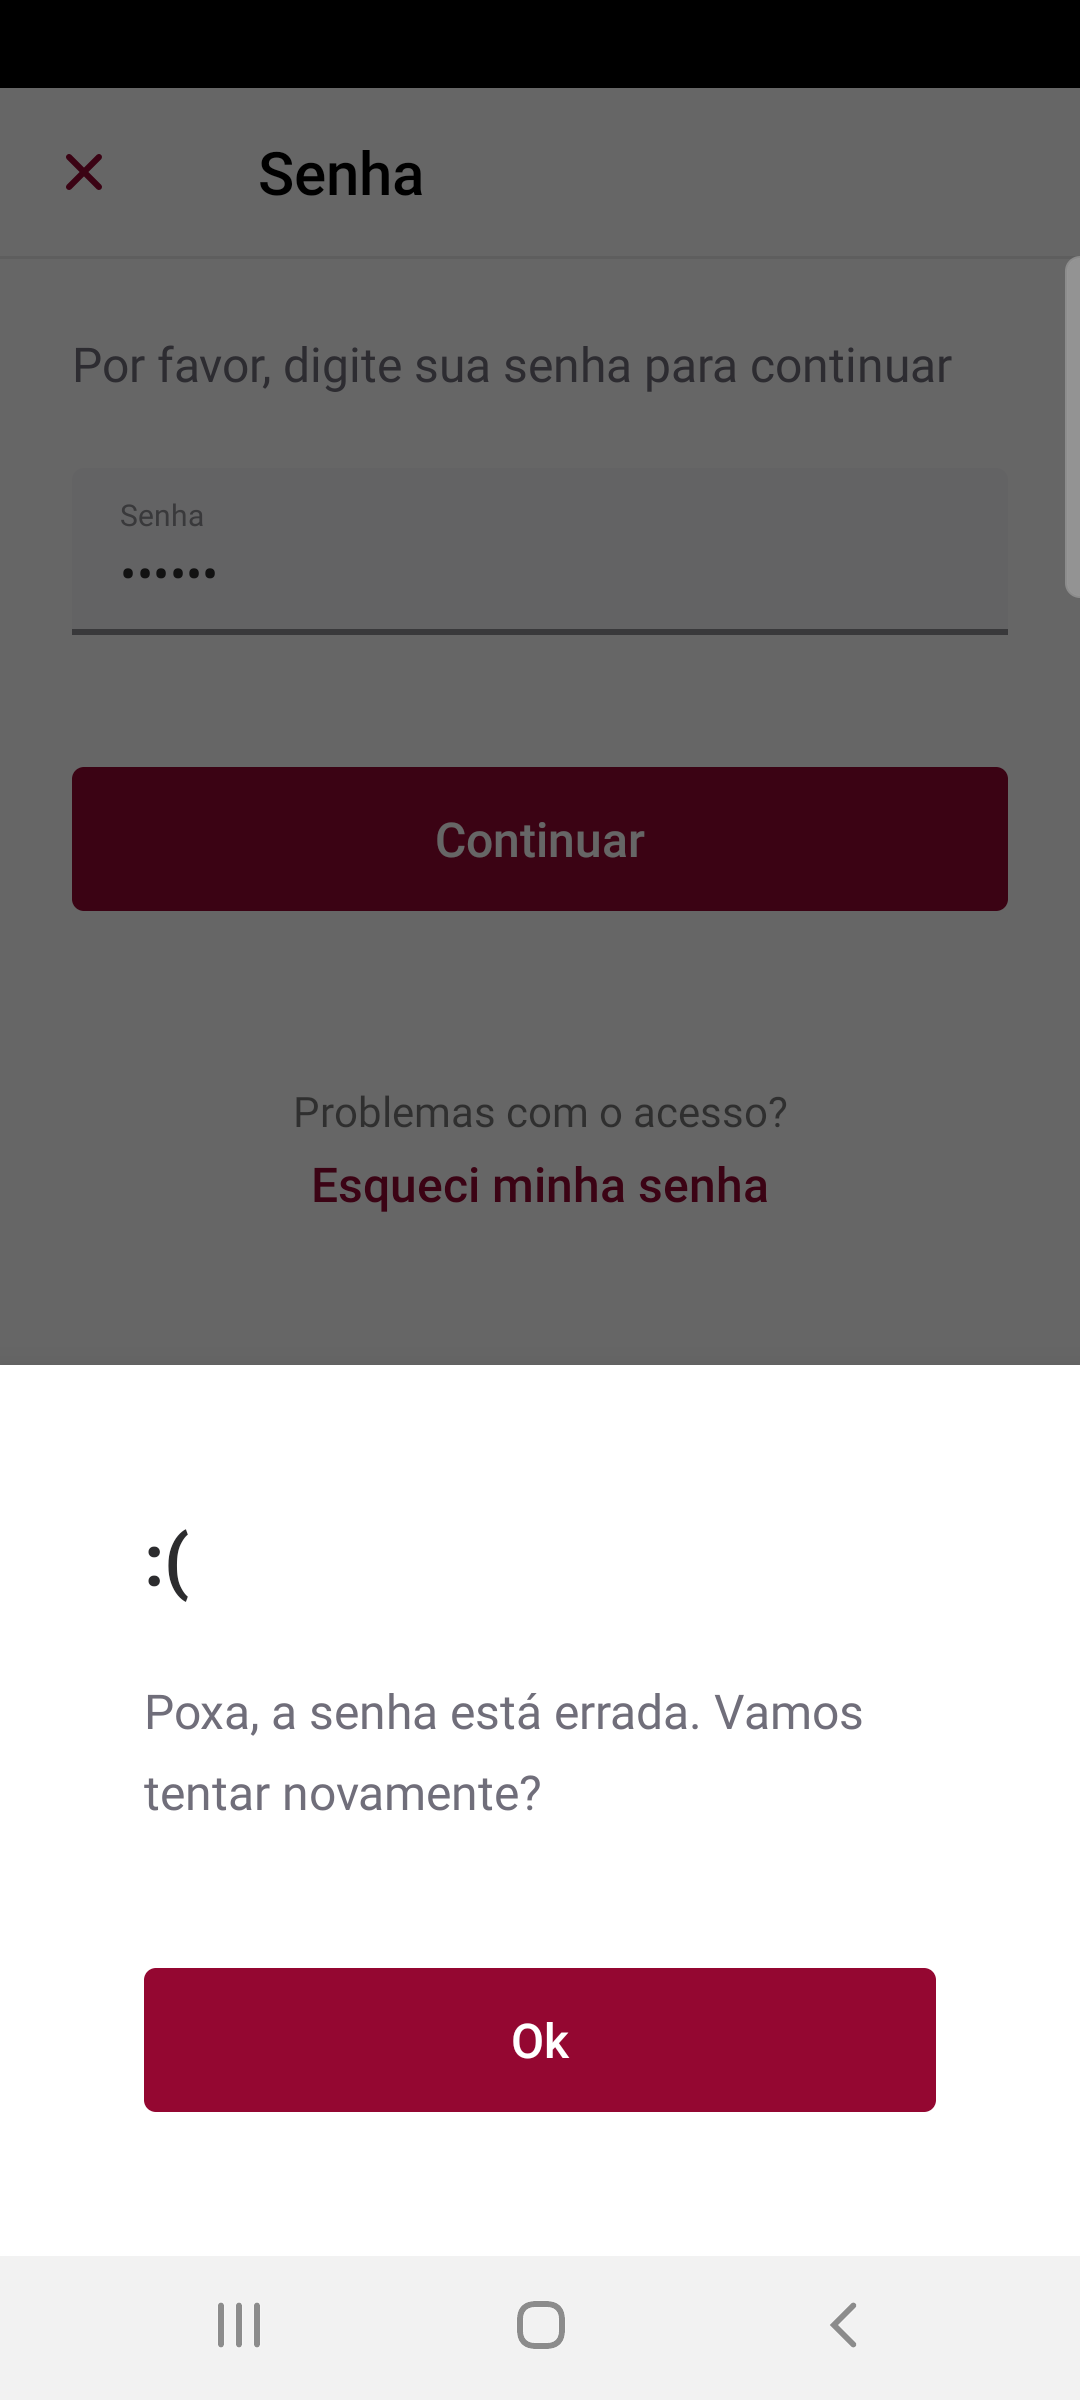 Senha
Por favor, digite sua senha para continuar
Senha
••••••
Continuar
Problemas com o acesso?
Esqueci minha senha
:(
Poxa, a senha está errada. Vamos
tentar novamente?
Ok